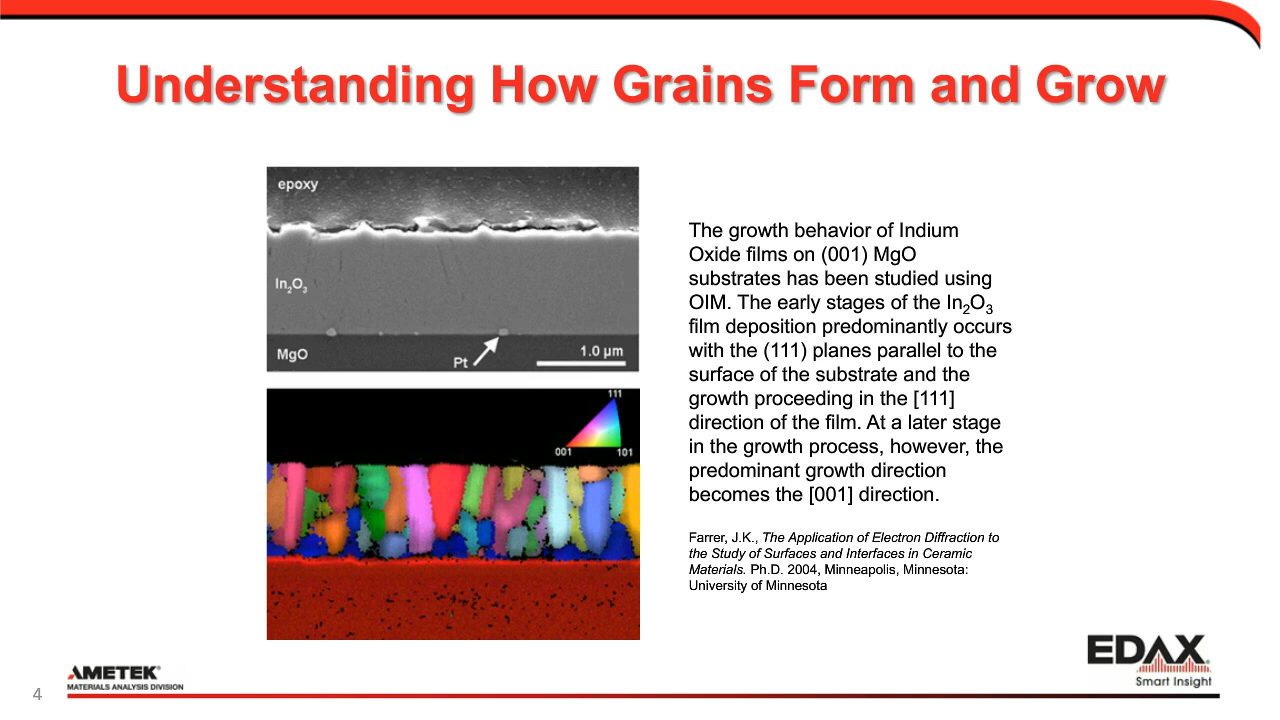 Understanding How Grains Form and Grow
epoxy
In₂O₃
MgO
Pt
1.0 µm
111
001
101
The growth behavior of Indium
Oxide films on (001) MgO
substrates has been studied using
OIM. The early stages of the In₂O₃
film deposition predominantly occurs
with the (111) planes parallel to the
surface of the substrate and the
growth proceeding in the [111]
direction of the film. At a later stage
in the growth process, however, the
predominant growth direction
becomes the [001] direction.
Farrer, J.K., The Application of Electron Diffraction to
the Study of Surfaces and Interfaces in Ceramic
Materials. Ph.D. 2004, Minneapolis, Minnesota:
University of Minnesota
4
AMETEK®
MATERIALS ANALYSIS DIVISION
EDAX
Smart Insight